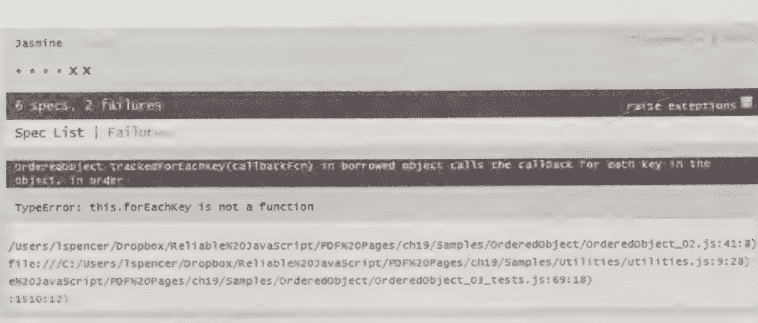 Jasmine
• • • • X X
6 specs, 2 failures
raise exceptions
Spec List | Failures
OrderedObject trackedForEachKey(callbackFcn) in borrowed object calls the callback for each key in the
object, in order
TypeError: this.forEachKey is not a function
/Users/lspencer/Dropbox/Reliable%20JavaScript/PDF%20Pages/ch19/Samples/OrderedObject/OrderedObject_02.js:41:8)
file:///C:/Users/lspencer/Dropbox/Reliable%20JavaScript/PDF%20Pages/ch19/Samples/Utilities/utilities.js:9:28)
e%20JavaScript/PDF%20Pages/ch19/Samples/OrderedObject/OrderedObject_03_tests.js:69:18)
:1510:12)